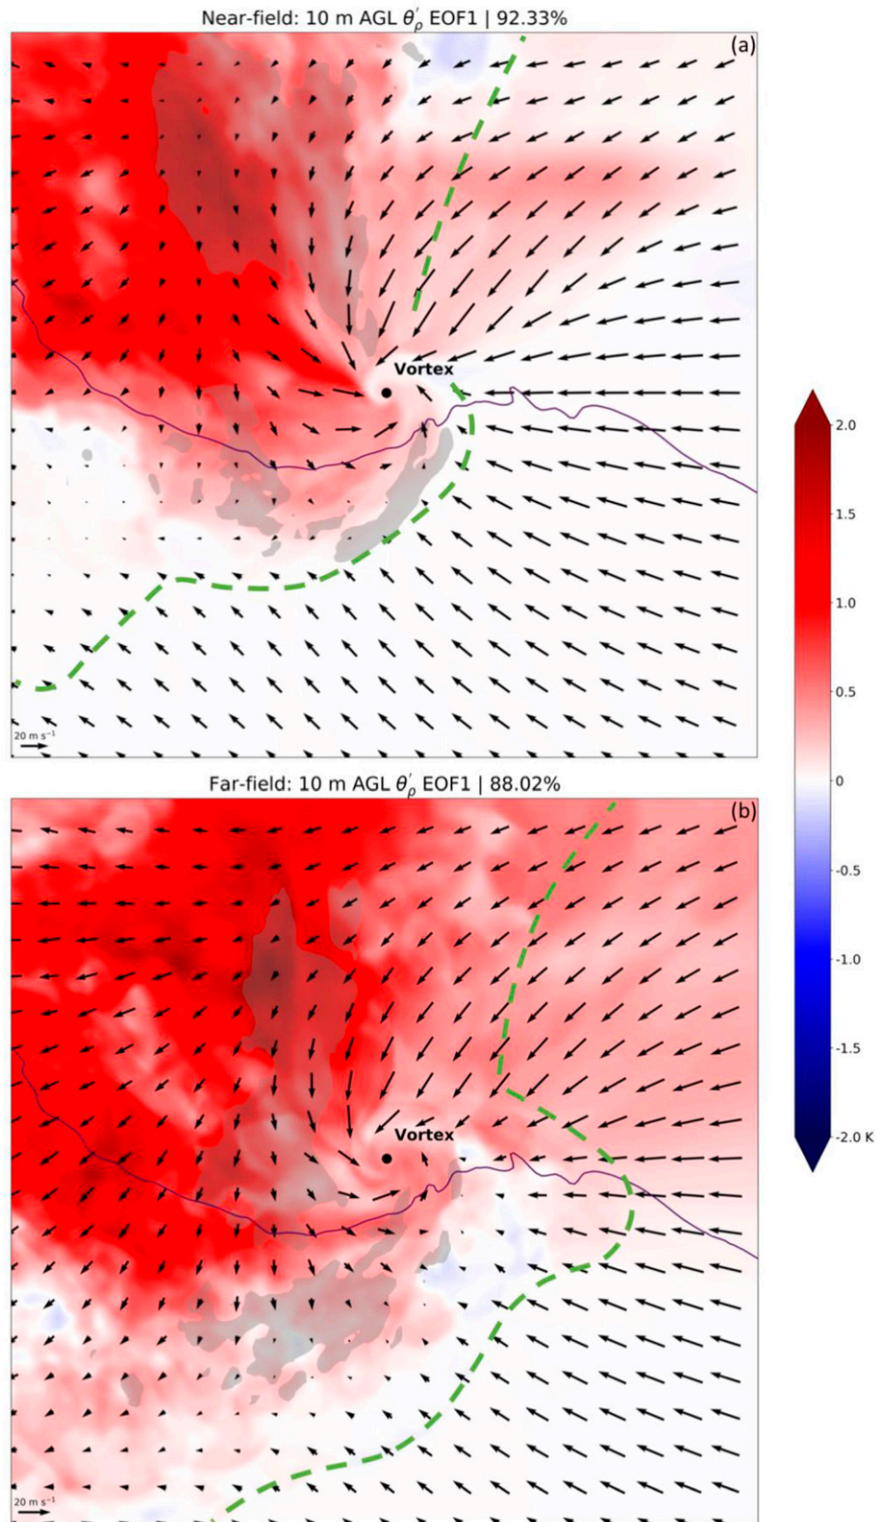 Near-field: 10 m AGL θ′ρ EOF1 | 92.33%
(a)
Vortex
20 m s⁻¹
2.0
1.5
1.0
0.5
0
-0.5
-1.0
-1.5
-2.0 K
Far-field: 10 m AGL θ′ρ EOF1 | 88.02%
(b)
Vortex
20 m s⁻¹